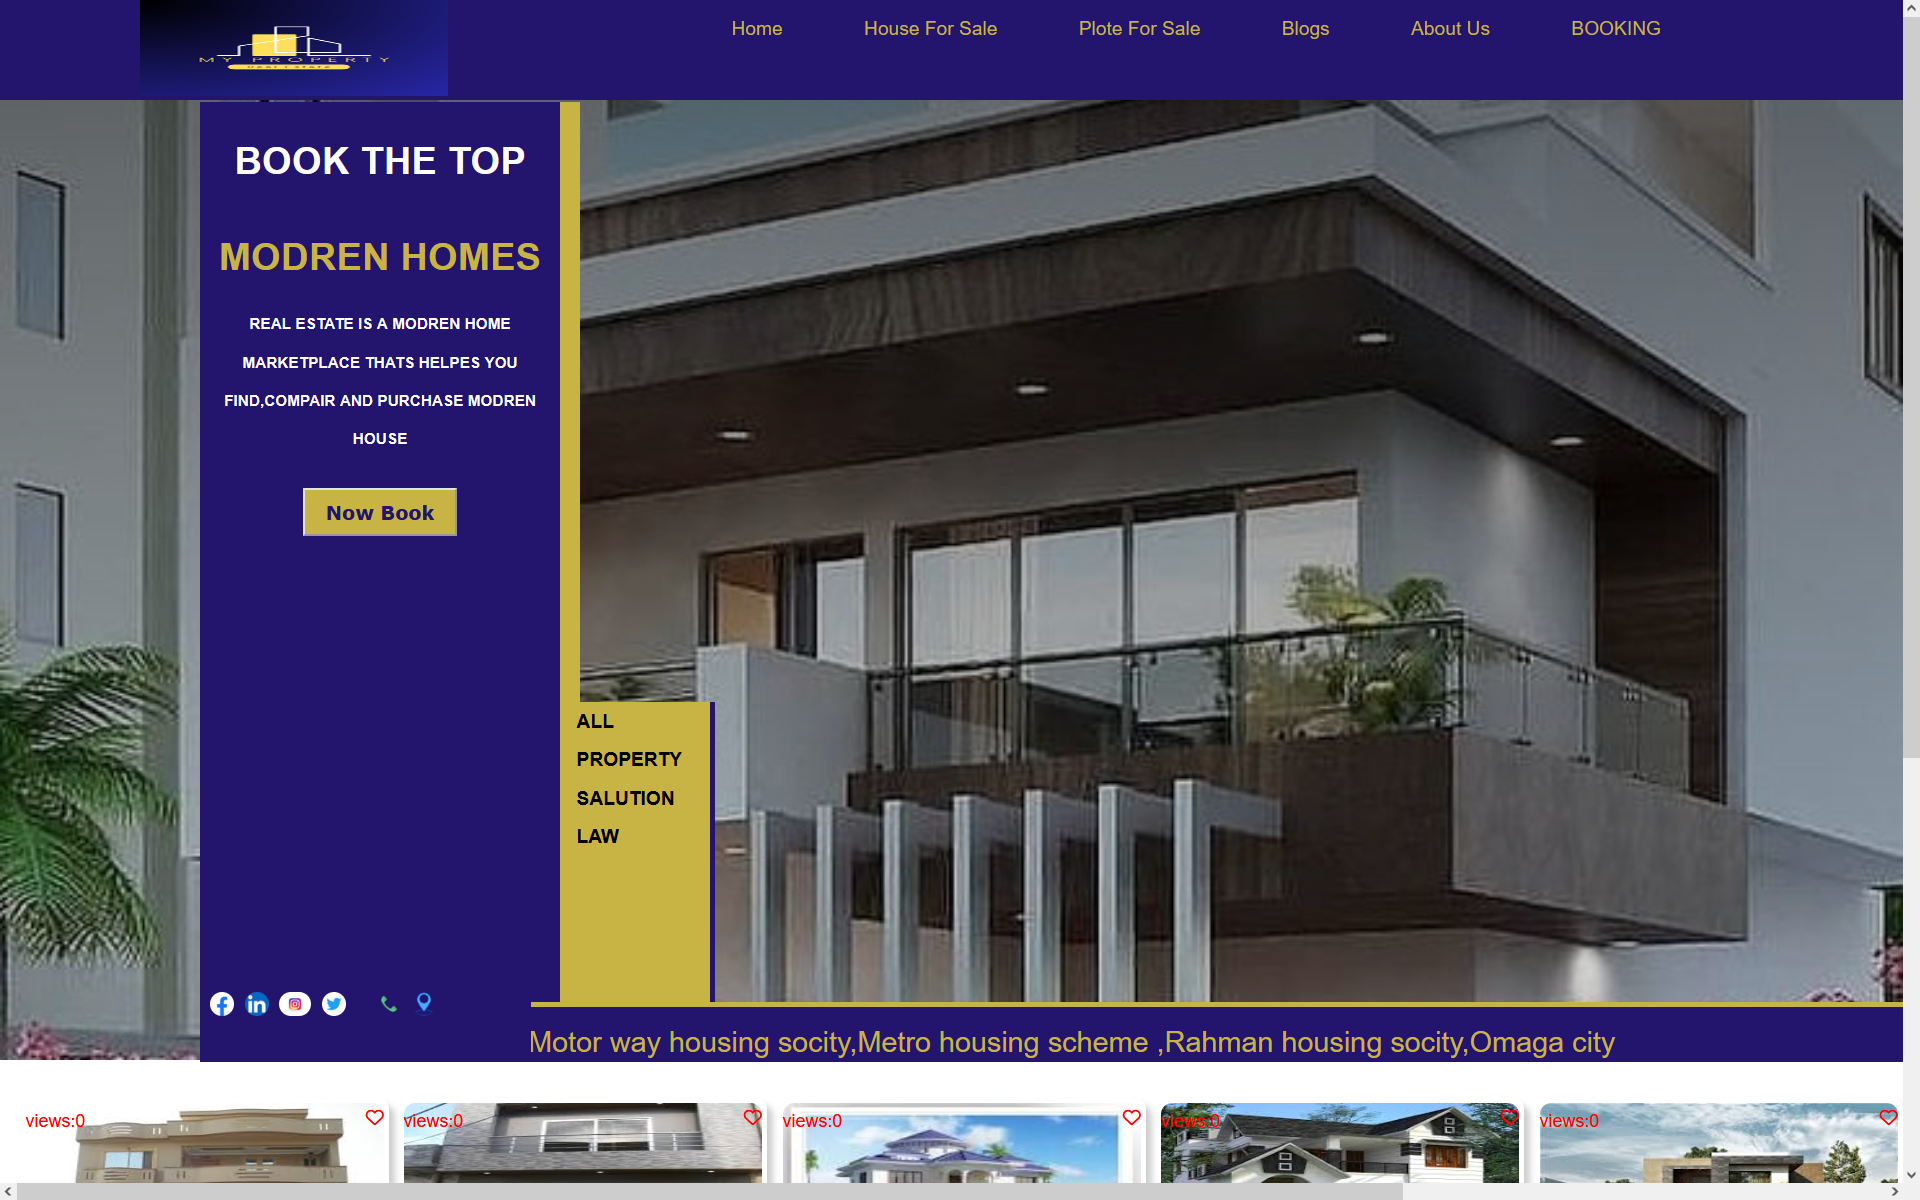 MY PROPERTY
REAL ESTATE
Home
House For Sale
Plote For Sale
Blogs
About Us
BOOKING
BOOK THE TOP
MODREN HOMES
REAL ESTATE IS A MODREN HOME
MARKETPLACE THATS HELPES YOU
FIND,COMPAIR AND PURCHASE MODREN
HOUSE
Now Book
ALL
PROPERTY
SALUTION
LAW
Motor way housing socity,Metro housing scheme ,Rahman housing socity,Omaga city
views:0
views:0
views:0
views:0
views:0